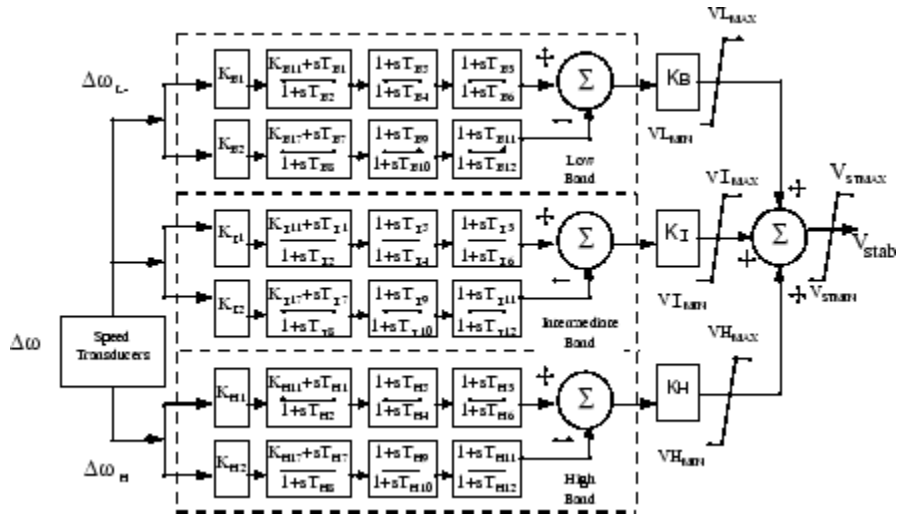 VL_MAX
K_B1 K_B11+sT_B1 / 1+sT_B2 1+sT_B3 / 1+sT_B4 1+sT_B5 / 1+sT_B6 + Σ K_B
Δω_L-
K_B2 K_B17+sT_B7 / 1+sT_B8 1+sT_B9 / 1+sT_B10 1+sT_B11 / 1+sT_B12 -
Low
Band
VL_MIN
VI_MAX V_STMAX
K_I1 K_I11+sT_I1 / 1+sT_I2 1+sT_I3 / 1+sT_I4 1+sT_I5 / 1+sT_I6 + Σ K_I + Σ V_stab
K_I2 K_I17+sT_I7 / 1+sT_I8 1+sT_I9 / 1+sT_I10 1+sT_I11 / 1+sT_I12 -
Intermediate
Band
VI_MIN + V_STMIN
Δω Speed
Transducers
VH_MAX
K_H1 K_H11+sT_H1 / 1+sT_H2 1+sT_H3 / 1+sT_H4 1+sT_H5 / 1+sT_H6 + Σ K_H
Δω_H
K_H2 K_H17+sT_H7 / 1+sT_H8 1+sT_H9 / 1+sT_H10 1+sT_H11 / 1+sT_H12 -
High
Band
VH_MIN